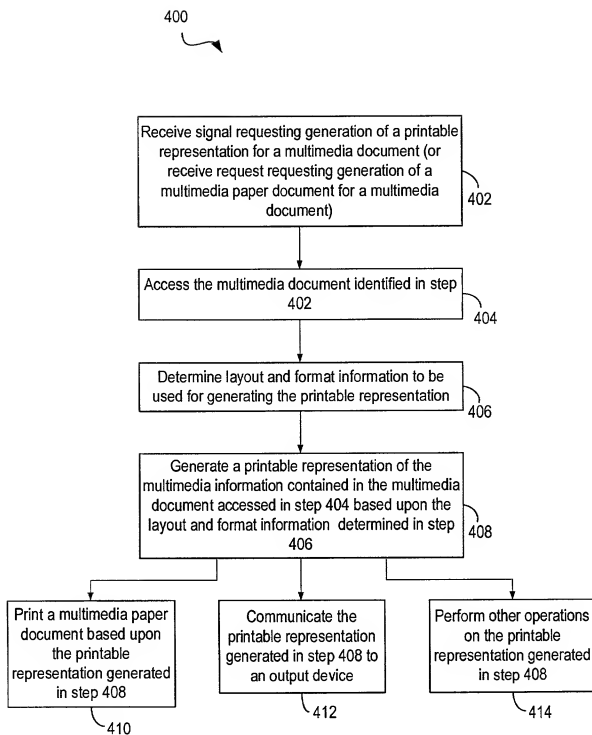 400
Receive signal requesting generation of a printable
representation for a multimedia document (or
receive request requesting generation of a
multimedia paper document for a multimedia
document)
402
Access the multimedia document identified in step
402
404
Determine layout and format information to be
used for generating the printable representation
406
Generate a printable representation of the
multimedia information contained in the multimedia
document accessed in step 404 based upon the
layout and format information determined in step
406
408
Print a multimedia paper
document based upon
the printable
representation generated
in step 408
410
Communicate the
printable representation
generated in step 408 to
an output device
412
Perform other operations
on the printable
representation generated
in step 408
414